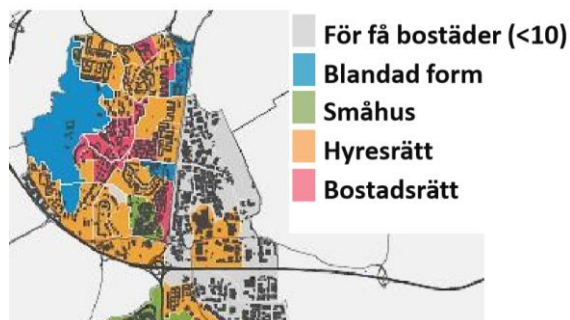 För få bostäder (<10)
Blandad form
Småhus
Hyresrätt
Bostadsrätt